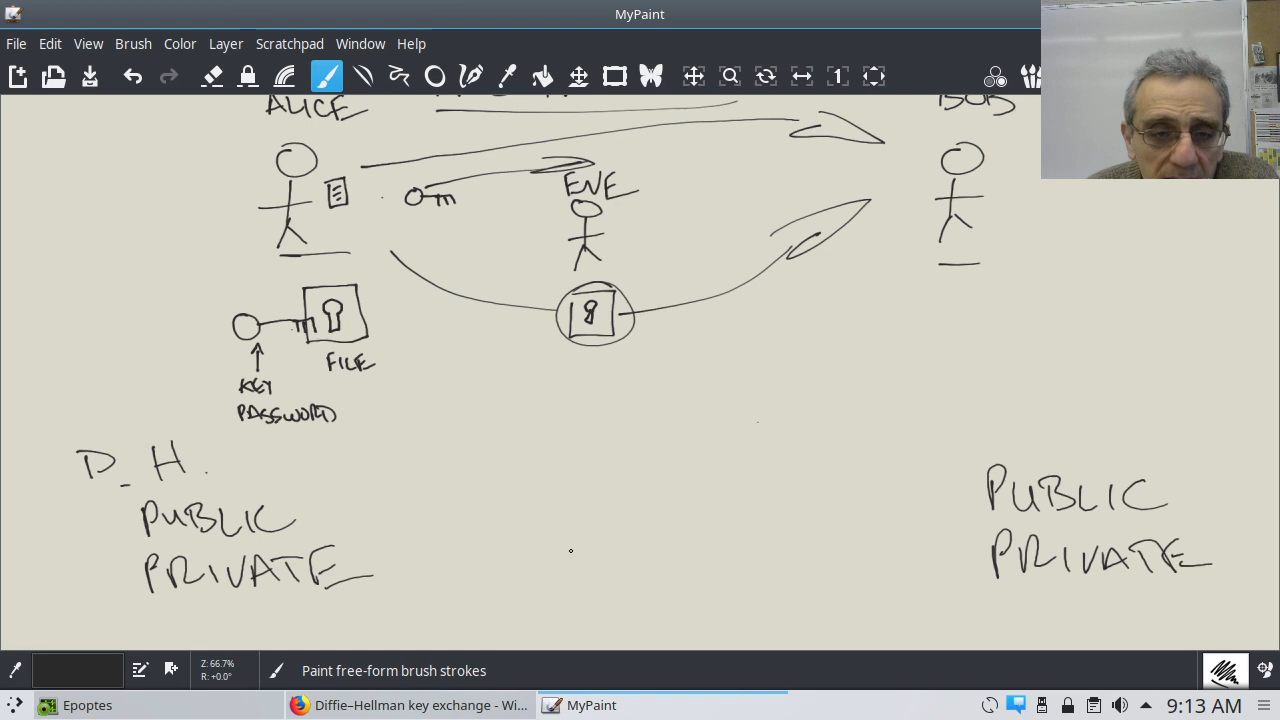 MyPaint
File Edit View Brush Color Layer Scratchpad Window Help
ALICE
BOB
EVE
FILE
KEY
PASSWORD
D_H.
PUBLIC
PRIVATE
PUBLIC
PRIVATE
Z: 66.7%
R: +0.0°
Paint free-form brush strokes
Epoptes
Diffie–Hellman key exchange - Wi...
MyPaint
9:13 AM